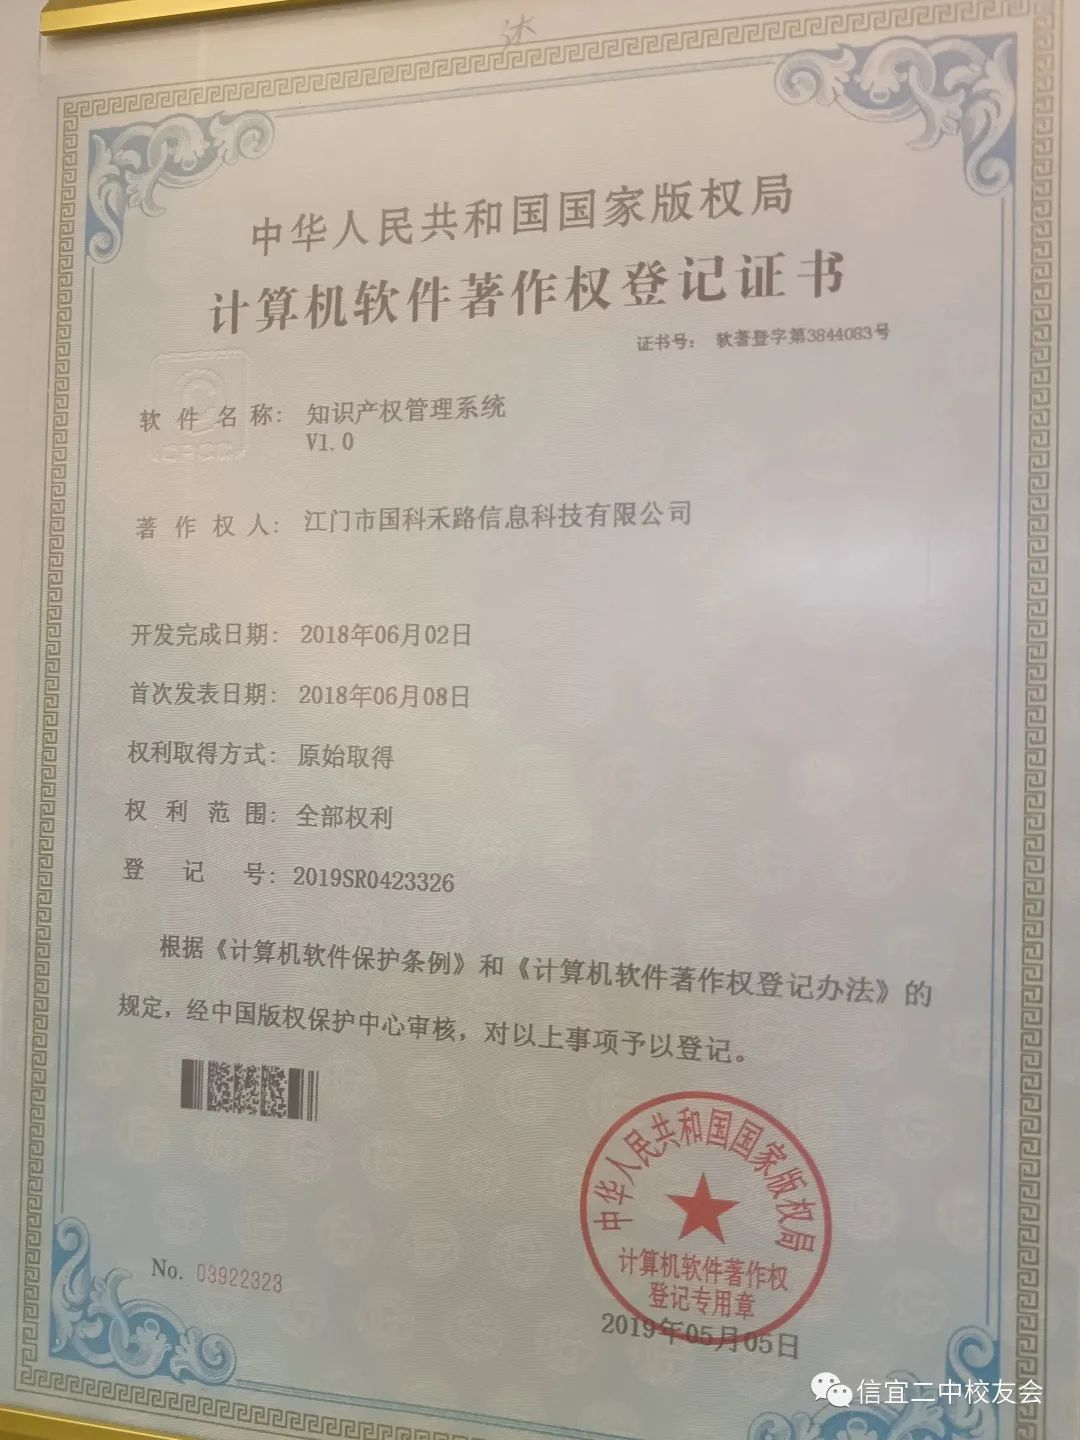 中华人民共和国国家版权局
计算机软件著作权登记证书
证书号： 软著登字第3844083号
软件名称： 知识产权管理系统
V1.0
著作权人： 江门市国科禾路信息科技有限公司
开发完成日期： 2018年06月02日
首次发表日期： 2018年06月08日
权利取得方式： 原始取得
权利范围： 全部权利
登记号： 2019SR0423326
根据《计算机软件保护条例》和《计算机软件著作权登记办法》的
规定，经中国版权保护中心审核，对以上事项予以登记。
中华人民共和国国家版权局
计算机软件著作权
登记专用章
No. 03922323
2019年05月05日
信宜二中校友会